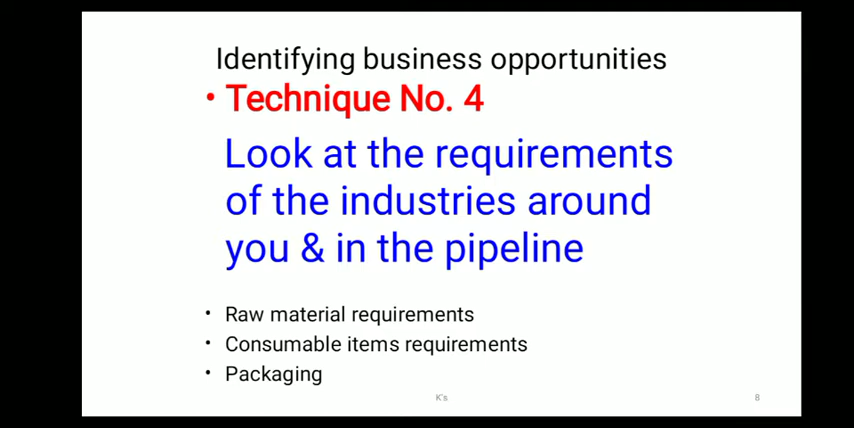 Identifying business opportunities
• Technique No. 4
Look at the requirements
of the industries around
you & in the pipeline
• Raw material requirements
• Consumable items requirements
• Packaging
K's
8